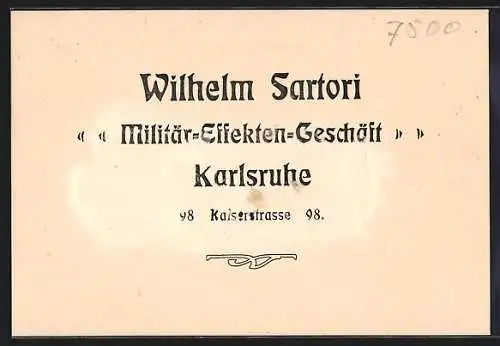 7500
Wilhelm Sartori
« « Militär=Effekten=Geschäft » »
Karlsruhe
98 Kaiserstrasse 98.